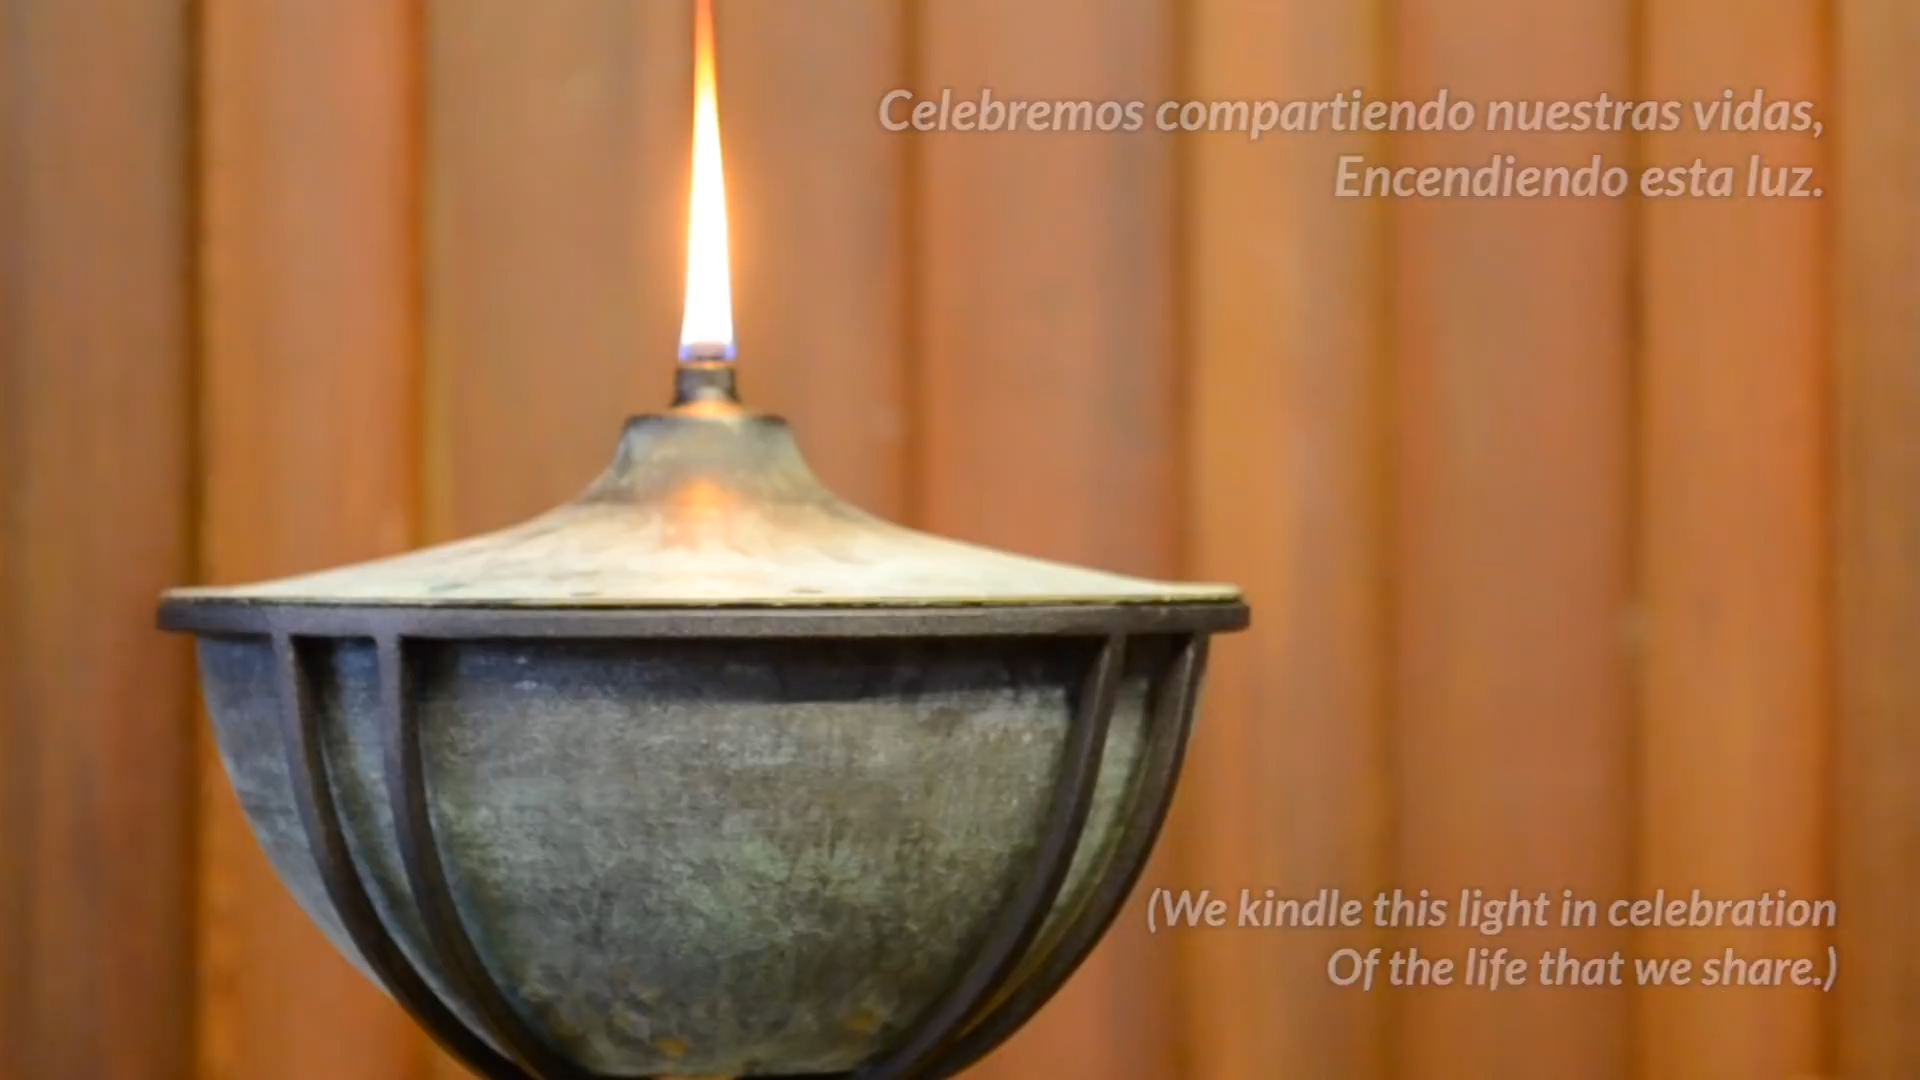 Celebremos compartiendo nuestras vidas,
Encendiendo esta luz.
(We kindle this light in celebration
Of the life that we share.)